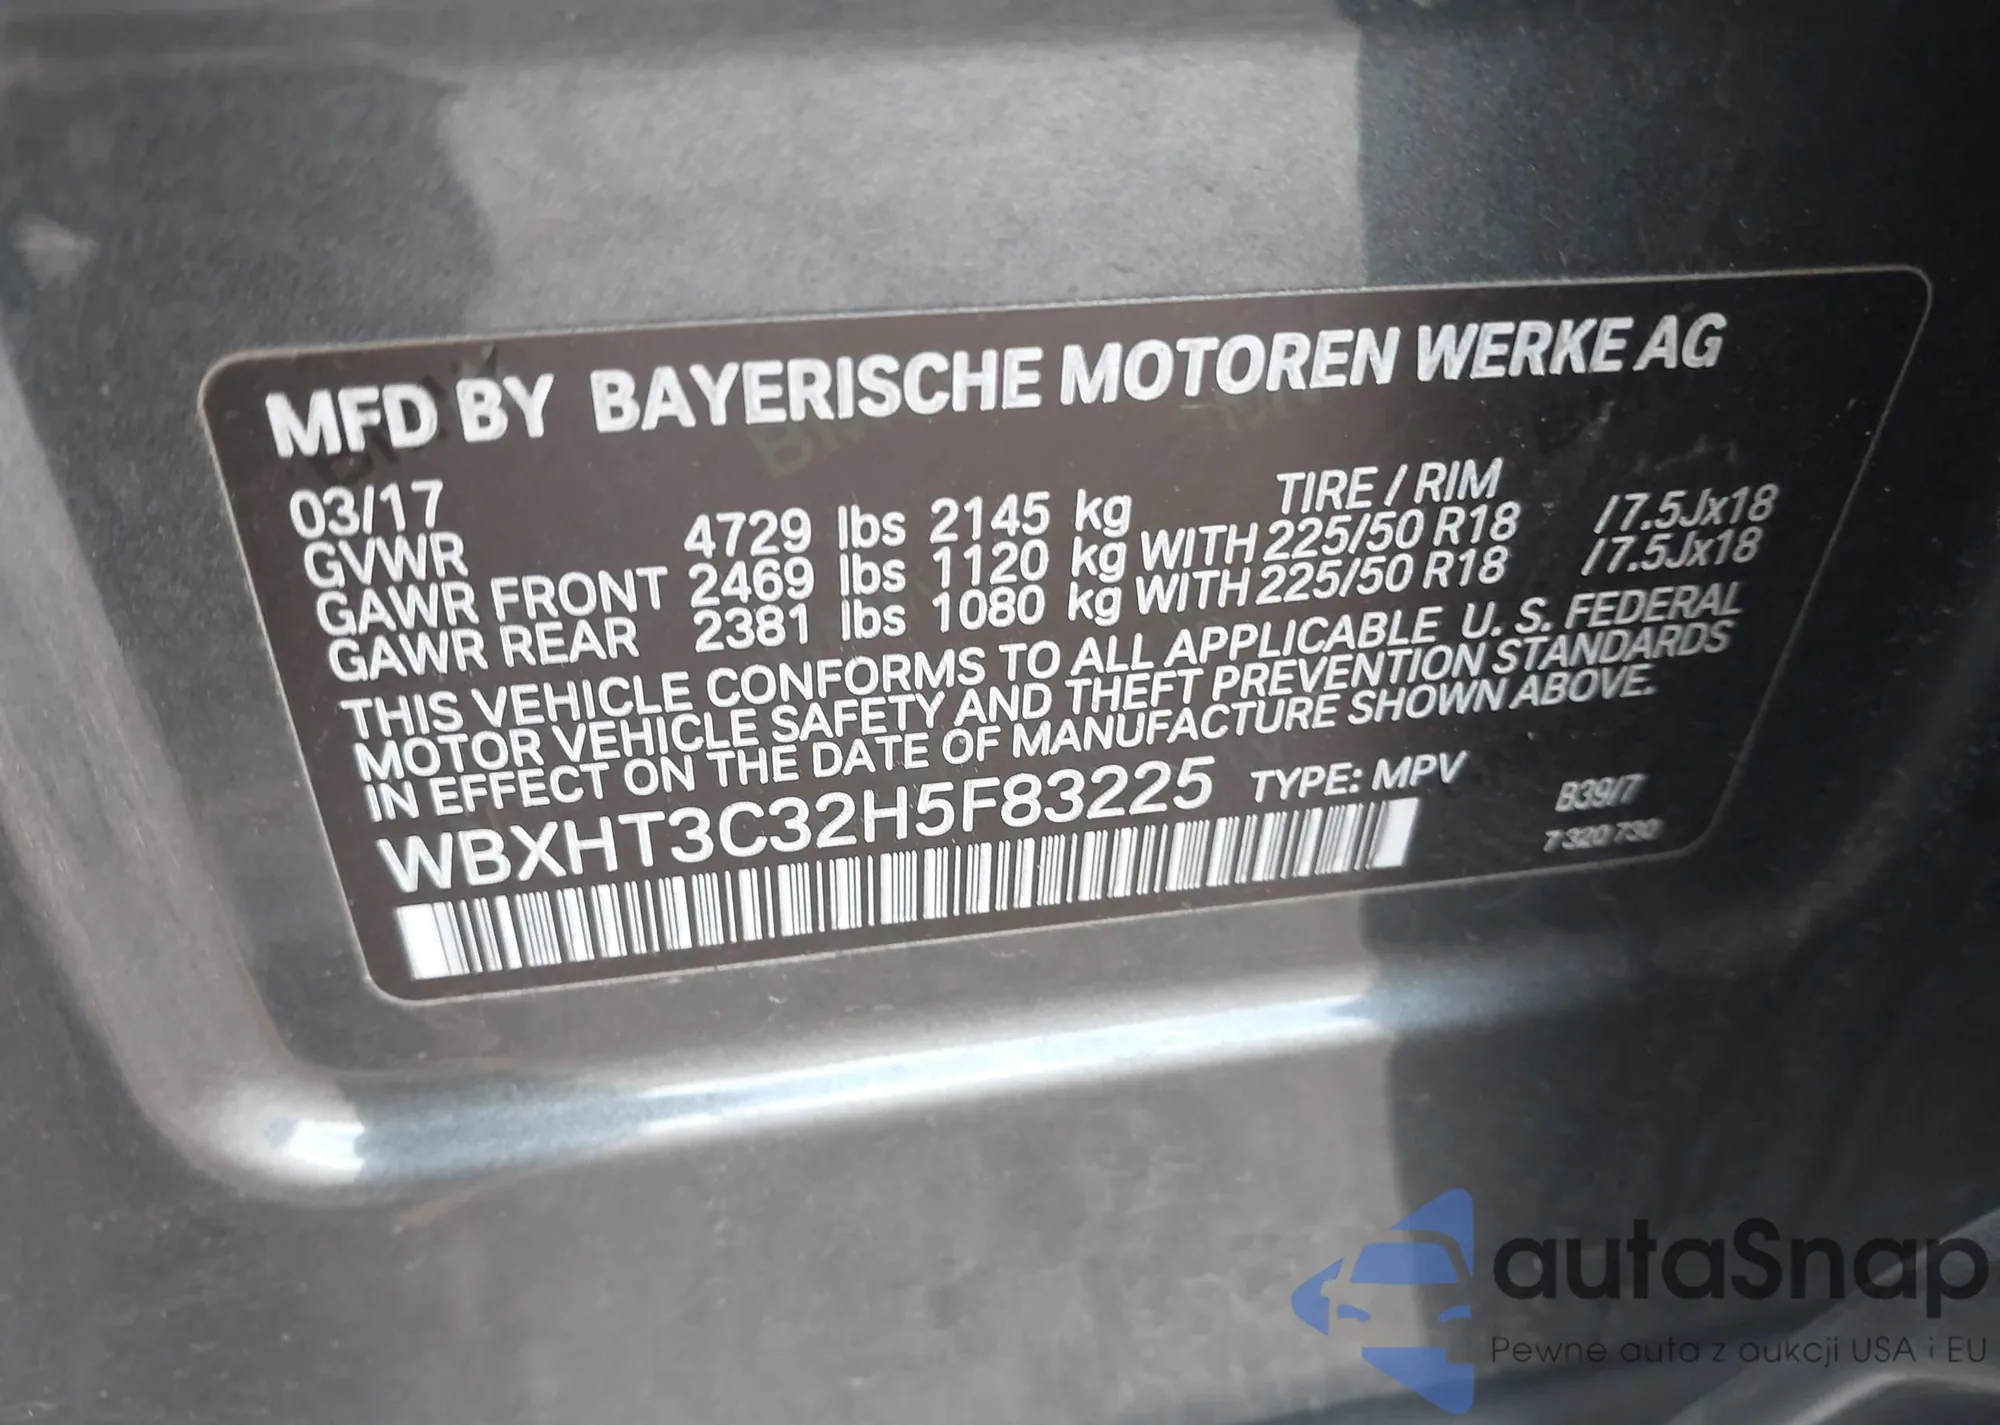 MFD BY BAYERISCHE MOTOREN WERKE AG
03/17 TIRE / RIM
GVWR 4729 lbs 2145 kg
GAWR FRONT 2469 lbs 1120 kg WITH 225/50 R18 /7.5Jx18
GAWR REAR 2381 lbs 1080 kg WITH 225/50 R18 /7.5Jx18
THIS VEHICLE CONFORMS TO ALL APPLICABLE U. S. FEDERAL
MOTOR VEHICLE SAFETY AND THEFT PREVENTION STANDARDS
IN EFFECT ON THE DATE OF MANUFACTURE SHOWN ABOVE.
WBXHT3C32H5F83225 TYPE: MPV
B39/7
7 320 730
autaSnap
Pewne auta z aukcji USA i EU